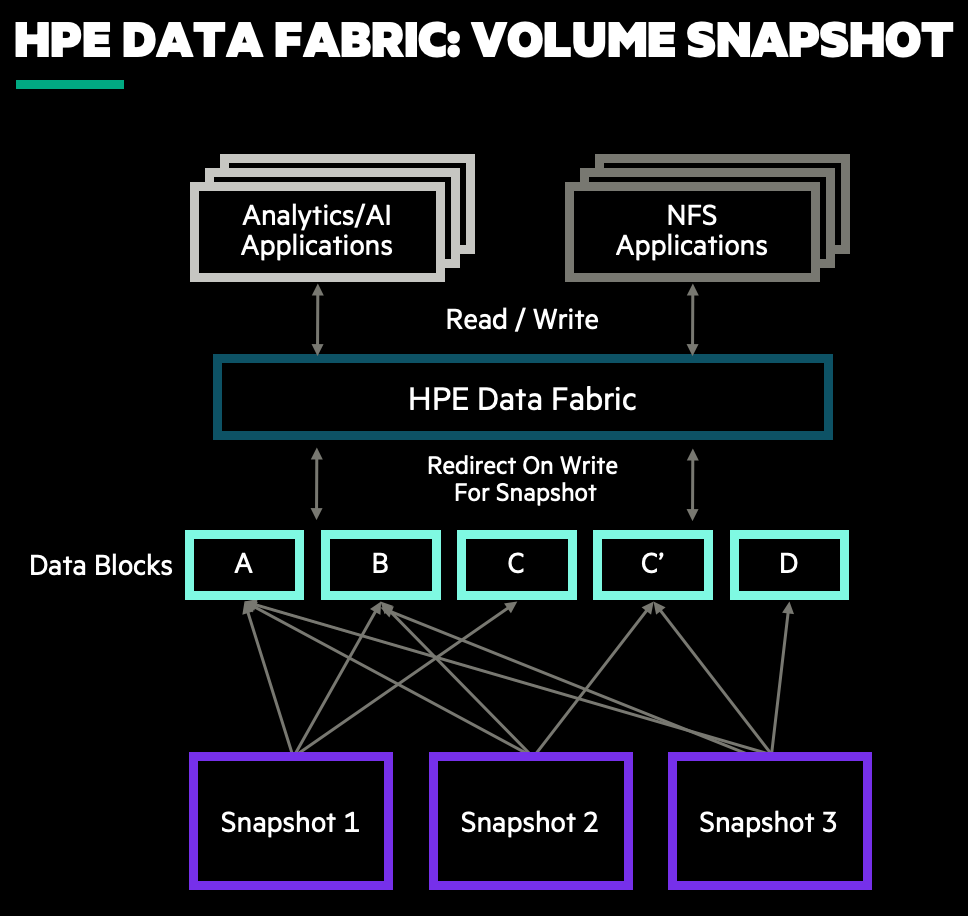 HPE DATA FABRIC: VOLUME SNAPSHOT
Analytics/AI
Applications
NFS
Applications
Read / Write
HPE Data Fabric
Redirect On Write
For Snapshot
Data Blocks
A
B
C
C’
D
Snapshot 1
Snapshot 2
Snapshot 3